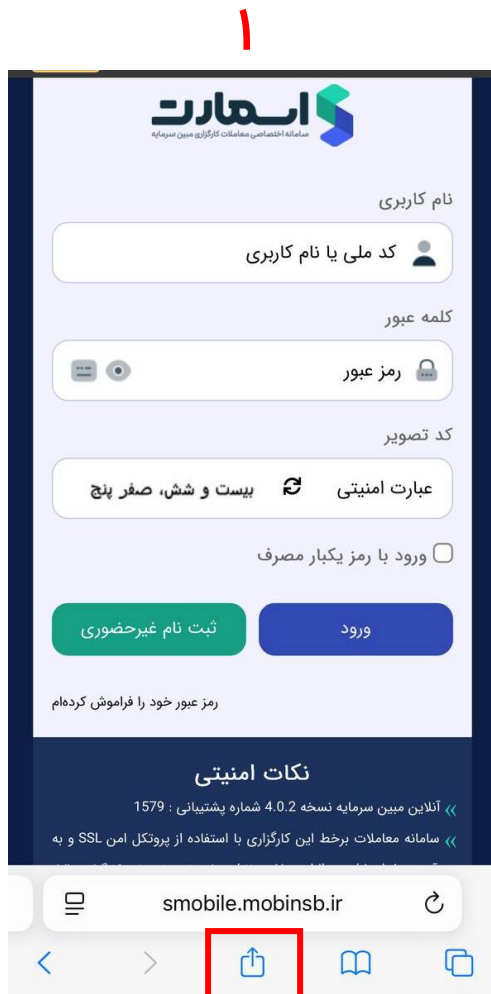 ۱
اسمارت
سامانه اختصاصی معاملات کارگزاری مبین سرمایه
نام کاربری
کد ملی یا نام کاربری
کلمه عبور
رمز عبور
کد تصویر
عبارت امنیتی بیست و شش، صفر پنج
ورود با رمز یکبار مصرف
ورود ثبت نام غیرحضوری
رمز عبور خود را فراموش کرده‌ام
نکات امنیتی
آنلاین مبین سرمایه نسخه 4.0.2 شماره پشتیبانی : 1579
سامانه معاملات برخط این کارگزاری با استفاده از پروتکل امن SSL و به
smobile.mobinsb.ir